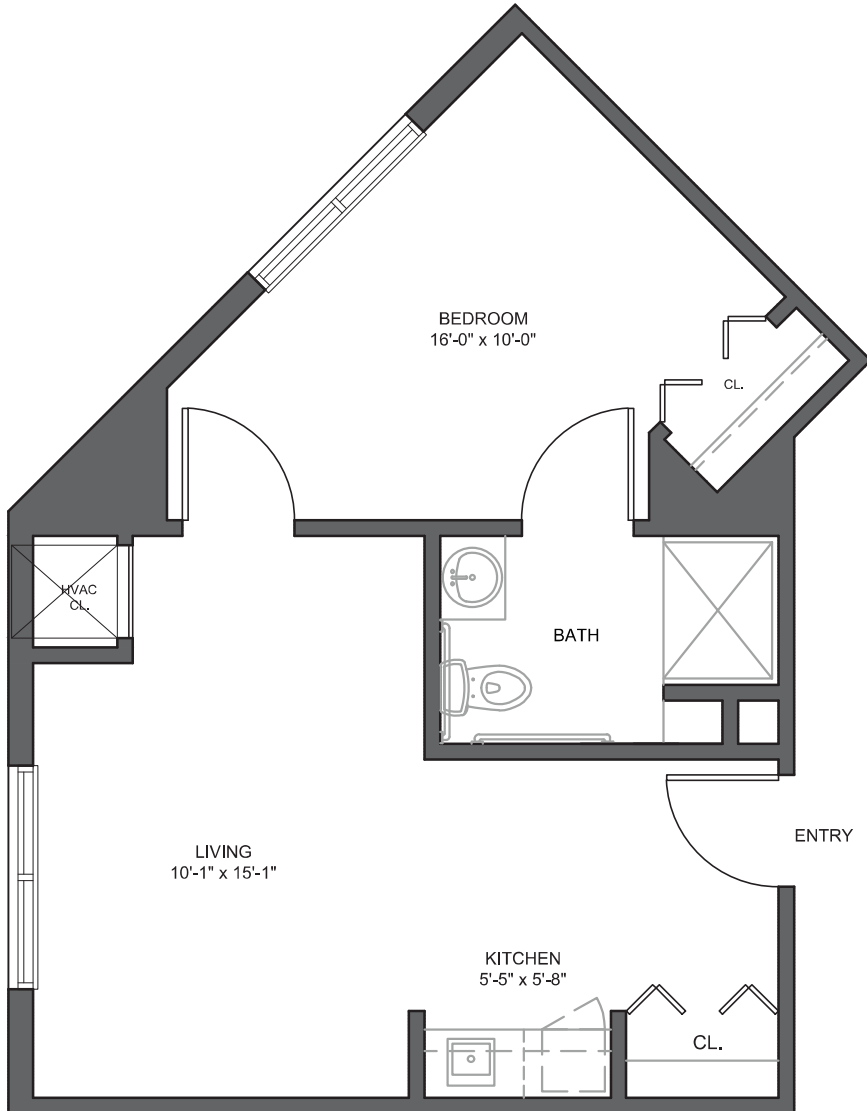 BEDROOM
16'-0" x 10'-0"
CL.
HVAC
CL.
BATH
ENTRY
LIVING
10'-1" x 15'-1"
KITCHEN
5'-5" x 5'-8"
CL.